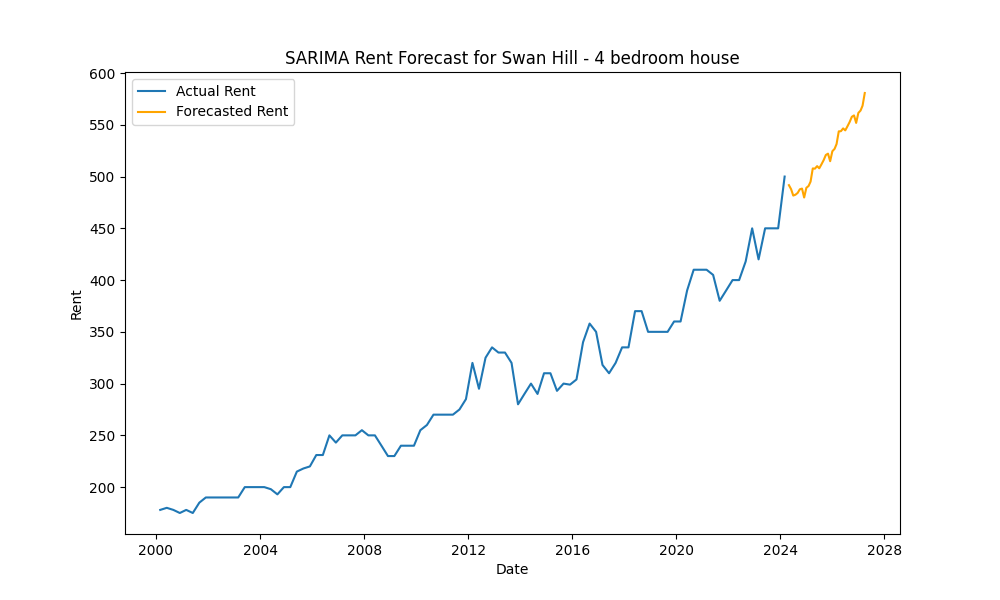 SARIMA Rent Forecast for Swan Hill - 4 bedroom house
Actual Rent
Forecasted Rent
600
550
500
450
400
350
300
250
200
Rent
2000 2004 2008 2012 2016 2020 2024 2028
Date